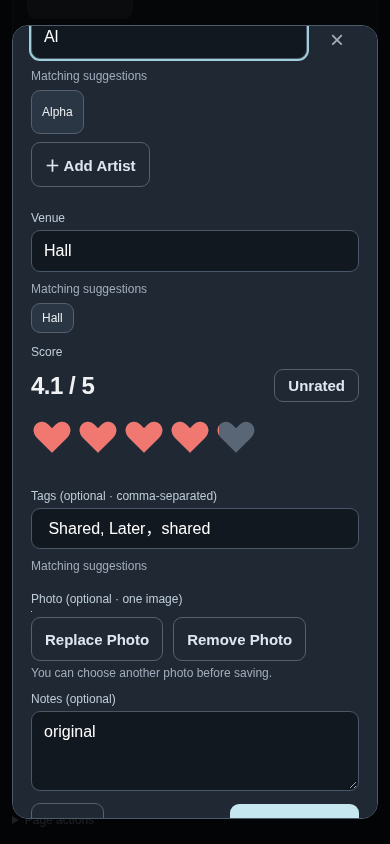 Al
×
Matching suggestions
Alpha
+ Add Artist
Venue
Hall
Matching suggestions
Hall
Score
4.1 / 5
Unrated
Tags (optional · comma-separated)
Shared, Later，shared
Matching suggestions
Photo (optional · one image)
Replace Photo
Remove Photo
You can choose another photo before saving.
Notes (optional)
original
Page actions